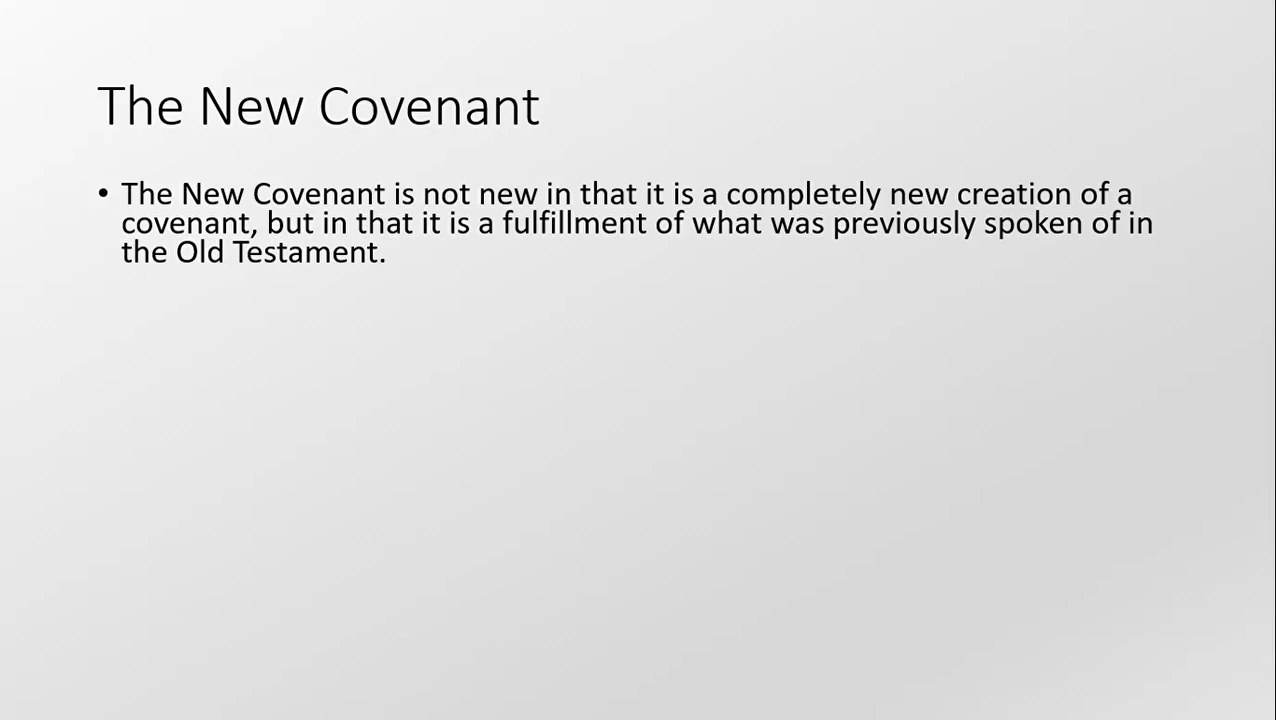 The New Covenant
• The New Covenant is not new in that it is a completely new creation of a
covenant, but in that it is a fulfillment of what was previously spoken of in
the Old Testament.